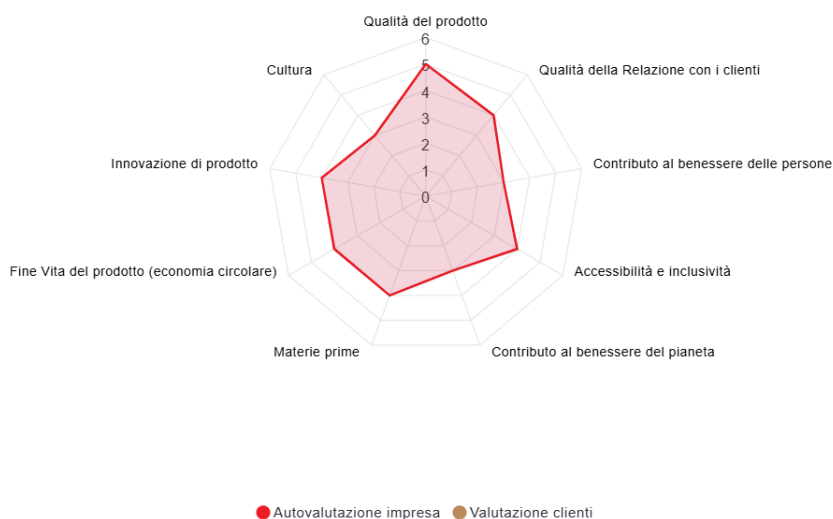 Qualità del prodotto
6
Cultura
Qualità della Relazione con i clienti
5
4
3
Innovazione di prodotto
Contributo al benessere delle persone
2
1
0
Fine Vita del prodotto (economia circolare)
Accessibilità e inclusività
Materie prime
Contributo al benessere del pianeta
Autovalutazione impresa
Valutazione clienti